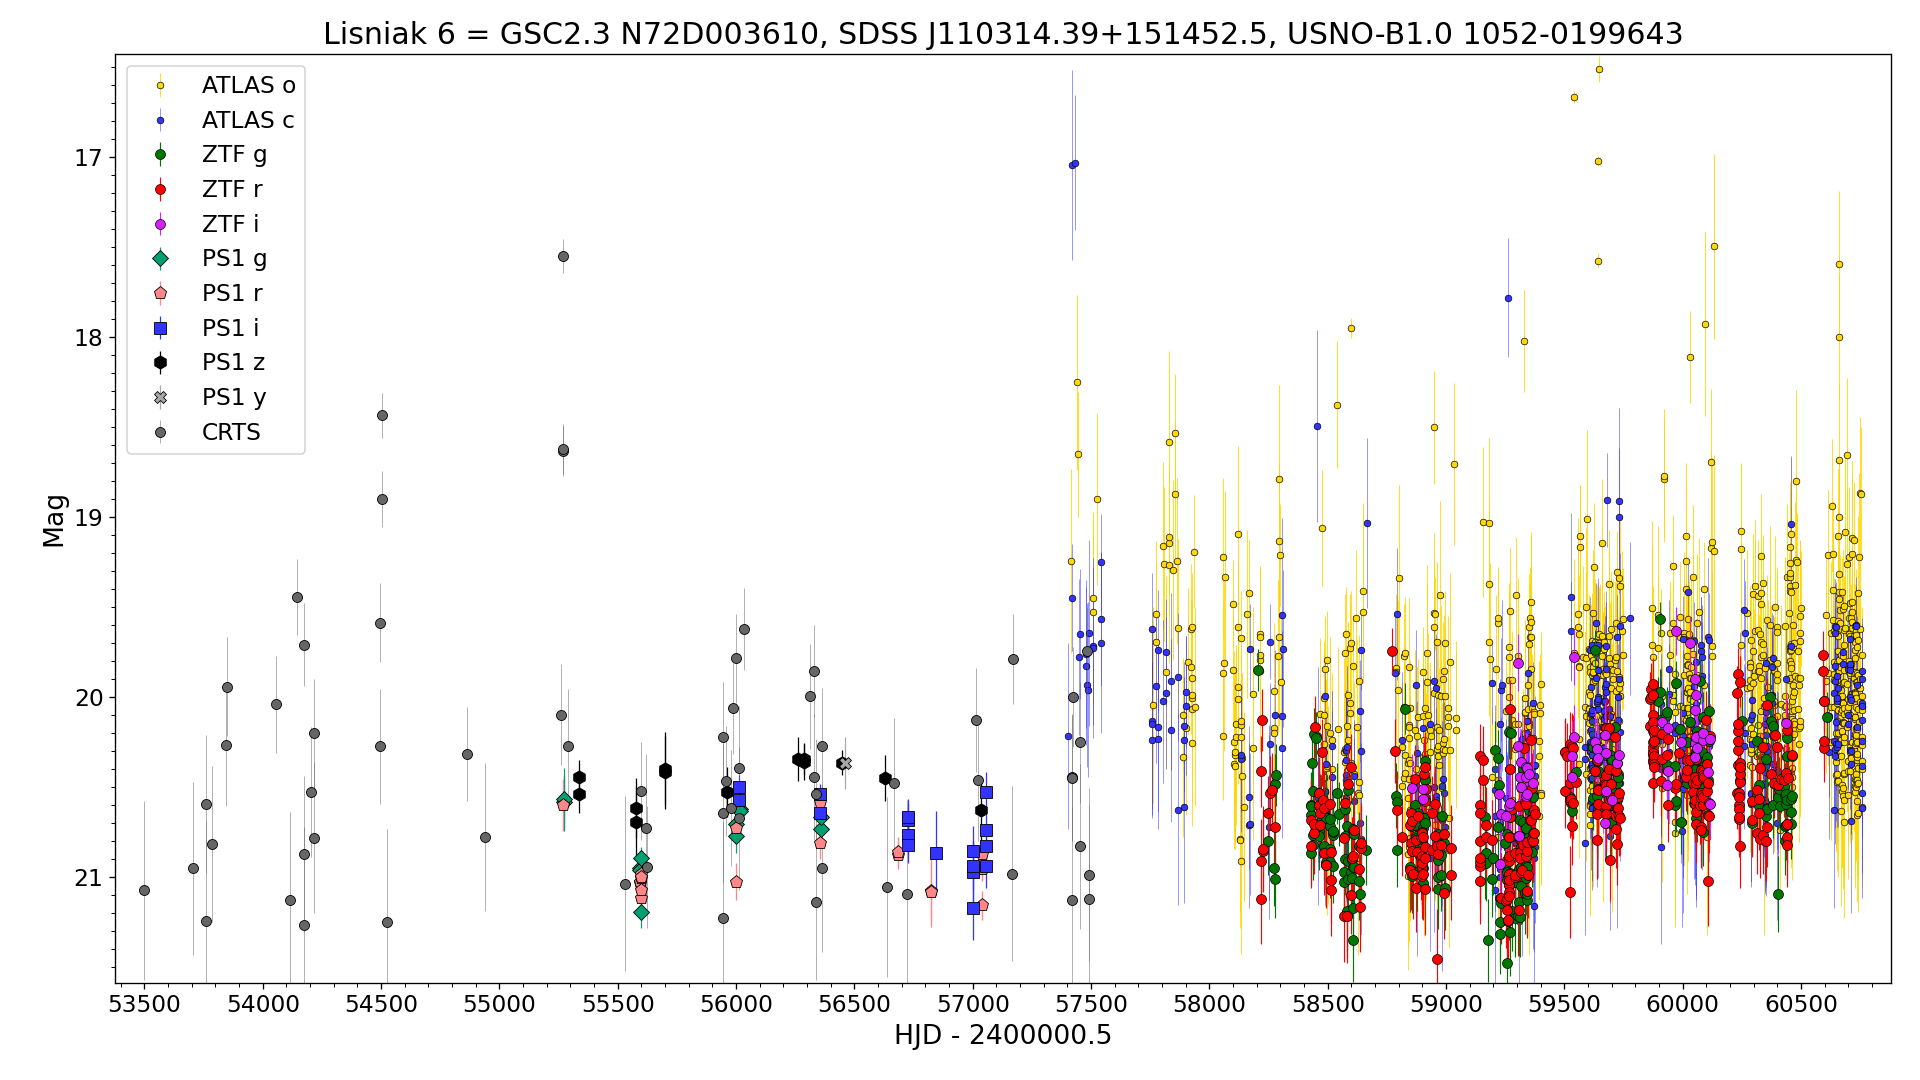 Lisniak 6 = GSC2.3 N72D003610, SDSS J110314.39+151452.5, USNO-B1.0 1052-0199643
ATLAS o
ATLAS c
ZTF g
ZTF r
ZTF i
PS1 g
PS1 r
PS1 i
PS1 z
PS1 y
CRTS
17
18
19
20
21
Mag
53500 54000 54500 55000 55500 56000 56500 57000 57500 58000 58500 59000 59500 60000 60500
HJD - 2400000.5